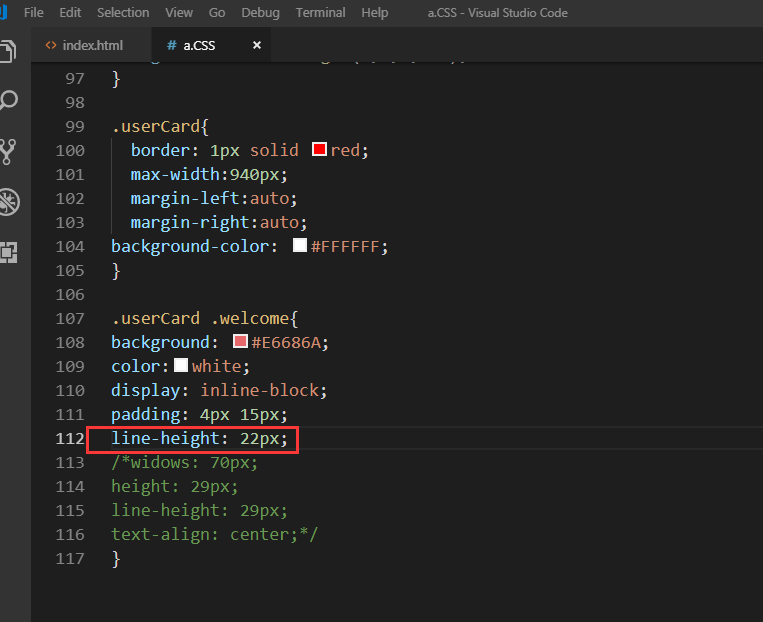 File Edit Selection View Go Debug Terminal Help a.CSS - Visual Studio Code
<> index.html # a.CSS ×
97 }
98
99 .userCard{
100 border: 1px solid red;
101 max-width:940px;
102 margin-left:auto;
103 margin-right:auto;
104 background-color: #FFFFFF;
105 }
106
107 .userCard .welcome{
108 background: #E6686A;
109 color:white;
110 display: inline-block;
111 padding: 4px 15px;
112 line-height: 22px;
113 /*widows: 70px;
114 height: 29px;
115 line-height: 29px;
116 text-align: center;*/
117 }